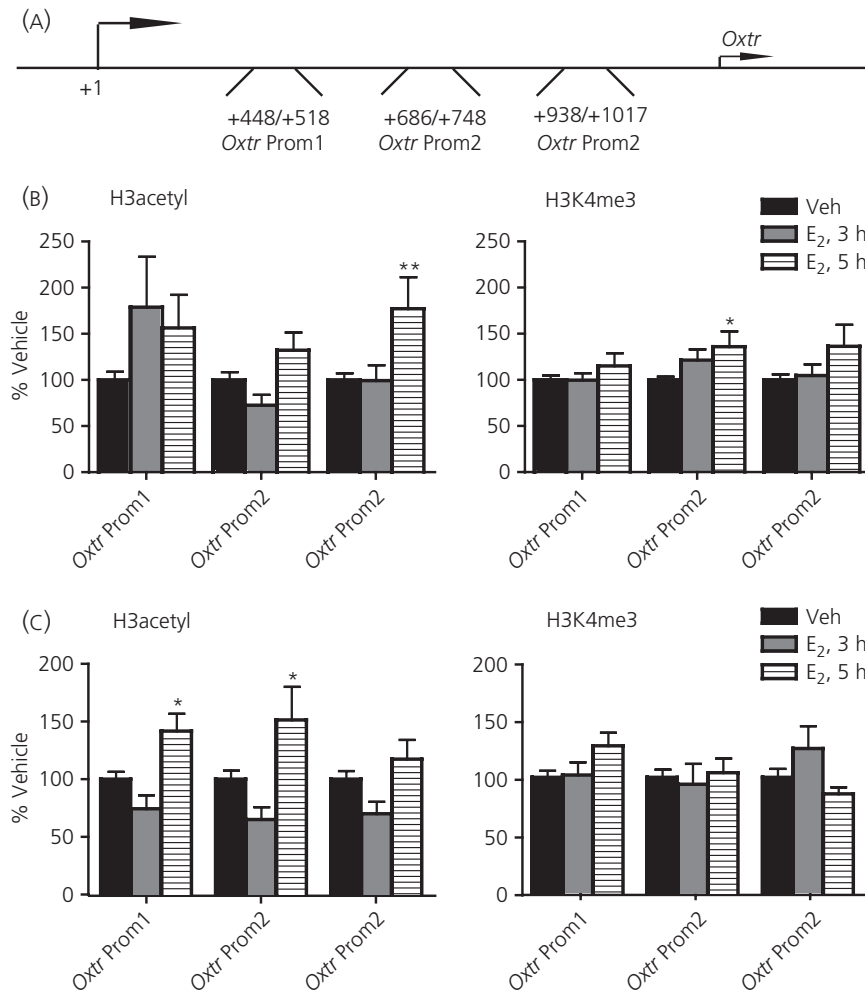 (A)
Oxtr
+1
+448/+518 +686/+748 +938/+1017
Oxtr Prom1 Oxtr Prom2 Oxtr Prom2
(B)
H3acetyl
% Vehicle
250
200
150
100
50
0
**
Oxtr Prom1 Oxtr Prom2 Oxtr Prom2
H3K4me3
Veh
E₂, 3 h
E₂, 5 h
250
200
150
100
50
0
*
Oxtr Prom1 Oxtr Prom2 Oxtr Prom2
(C)
H3acetyl
% Vehicle
200
150
100
50
0
* *
Oxtr Prom1 Oxtr Prom2 Oxtr Prom2
H3K4me3
Veh
E₂, 3 h
E₂, 5 h
200
150
100
50
0
Oxtr Prom1 Oxtr Prom2 Oxtr Prom2